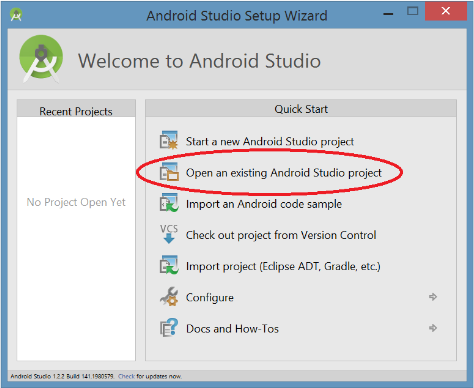 Android Studio Setup Wizard
Welcome to Android Studio
Recent Projects
No Project Open Yet
Quick Start
Start a new Android Studio project
Open an existing Android Studio project
Import an Android code sample
VCS
Check out project from Version Control
Import project (Edipse ADT, Gradle, etc.)
Configure
Docs and How-Tos
Android Studio 1.2.2 Build 141.1980579. Check for updates now.